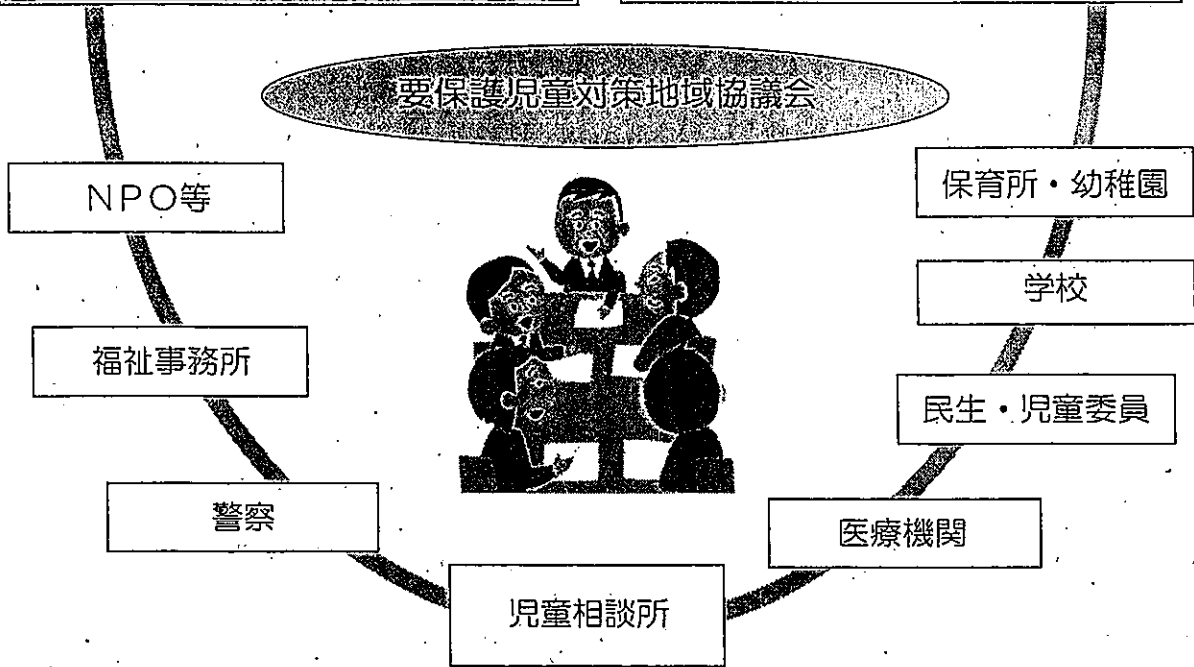 要保護児童対策地域協議会
NPO等
保育所・幼稚園
学校
福祉事務所
民生・児童委員
警察
医療機関
児童相談所